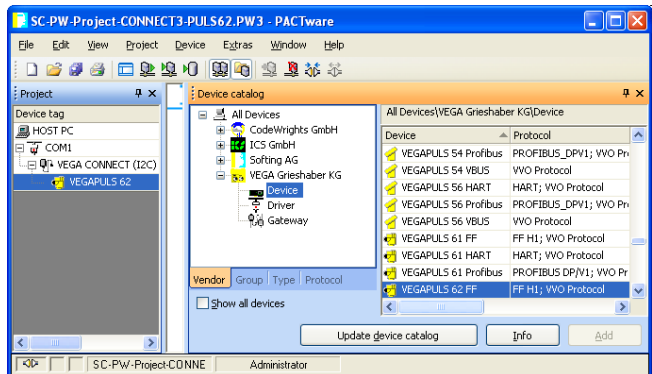 SC-PW-Project-CONNECT3-PULS62.PW3 - PACTware
File Edit View Project Device Extras Window Help
Project
Device tag
HOST PC
COM1
VEGA CONNECT (I2C)
VEGAPULS 62
Device catalog
All Devices
CodeWrights GmbH
ICS GmbH
Softing AG
VEGA Grieshaber KG
Device
Driver
Gateway
Vendor Group Type Protocol
Show all devices
All Devices\VEGA Grieshaber KG\Device
Device Protocol
VEGAPULS 54 Profibus PROFIBUS_DPV1; VVO Pro
VEGAPULS 54 VBUS VVO Protocol
VEGAPULS 56 HART HART; VVO Protocol
VEGAPULS 56 Profibus PROFIBUS_DPV1; VVO Pro
VEGAPULS 56 VBUS VVO Protocol
VEGAPULS 61 FF FF H1; VVO Protocol
VEGAPULS 61 HART HART; VVO Protocol
VEGAPULS 61 Profibus PROFIBUS DP/V1; VVO Pr
VEGAPULS 62 FF FF H1; VVO Protocol
Update device catalog Info Add
SC-PW-Project-CONNE Administrator